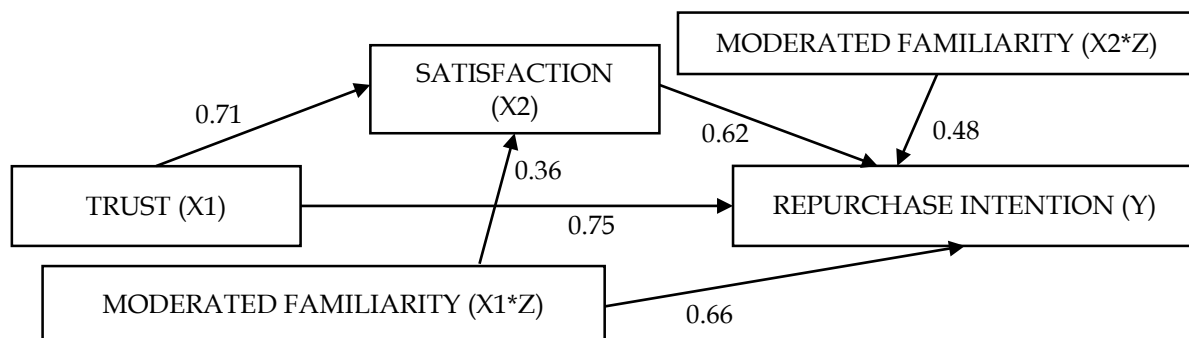 MODERATED FAMILIARITY (X2*Z)
SATISFACTION
(X2)
0.71
0.62
0.48
0.36
TRUST (X1)
REPURCHASE INTENTION (Y)
0.75
MODERATED FAMILIARITY (X1*Z)
0.66